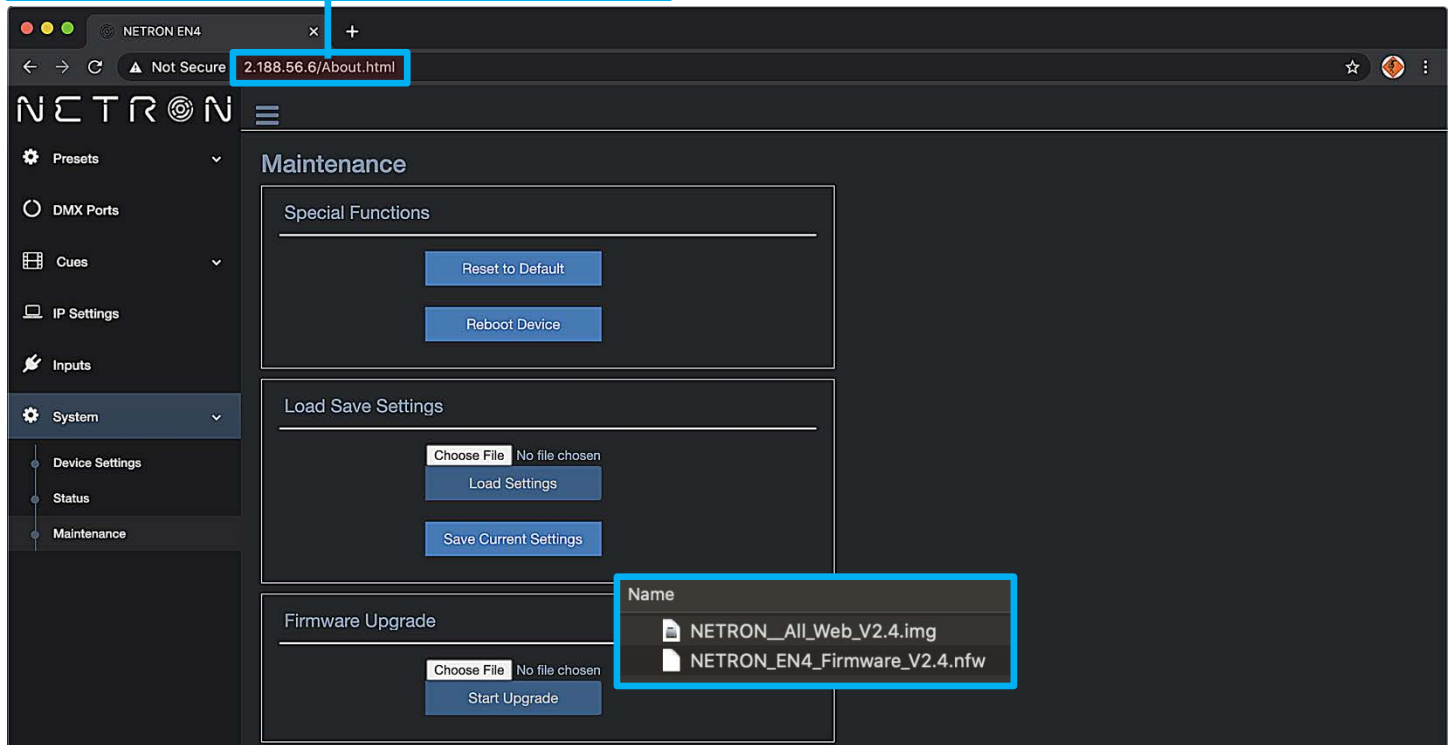 NETRON EN4
Not Secure 2.188.56.6/About.html
NETRON
Presets
DMX Ports
Cues
IP Settings
Inputs
System
Device Settings
Status
Maintenance
Maintenance
Special Functions
Reset to Default
Reboot Device
Load Save Settings
Choose File No file chosen
Load Settings
Save Current Settings
Firmware Upgrade
Choose File No file chosen
Start Upgrade
Name
NETRON__All_Web_V2.4.img
NETRON_EN4_Firmware_V2.4.nfw